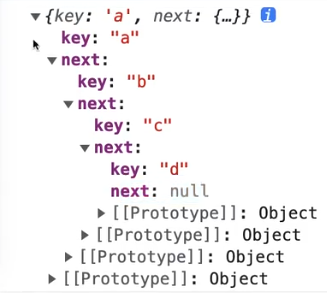 ▼{key: 'a', next: {…}} i
key: "a"
▼next:
key: "b"
▼next:
key: "c"
▼next:
key: "d"
next: null
▶[[Prototype]]: Object
▶[[Prototype]]: Object
▶[[Prototype]]: Object
▶[[Prototype]]: Object